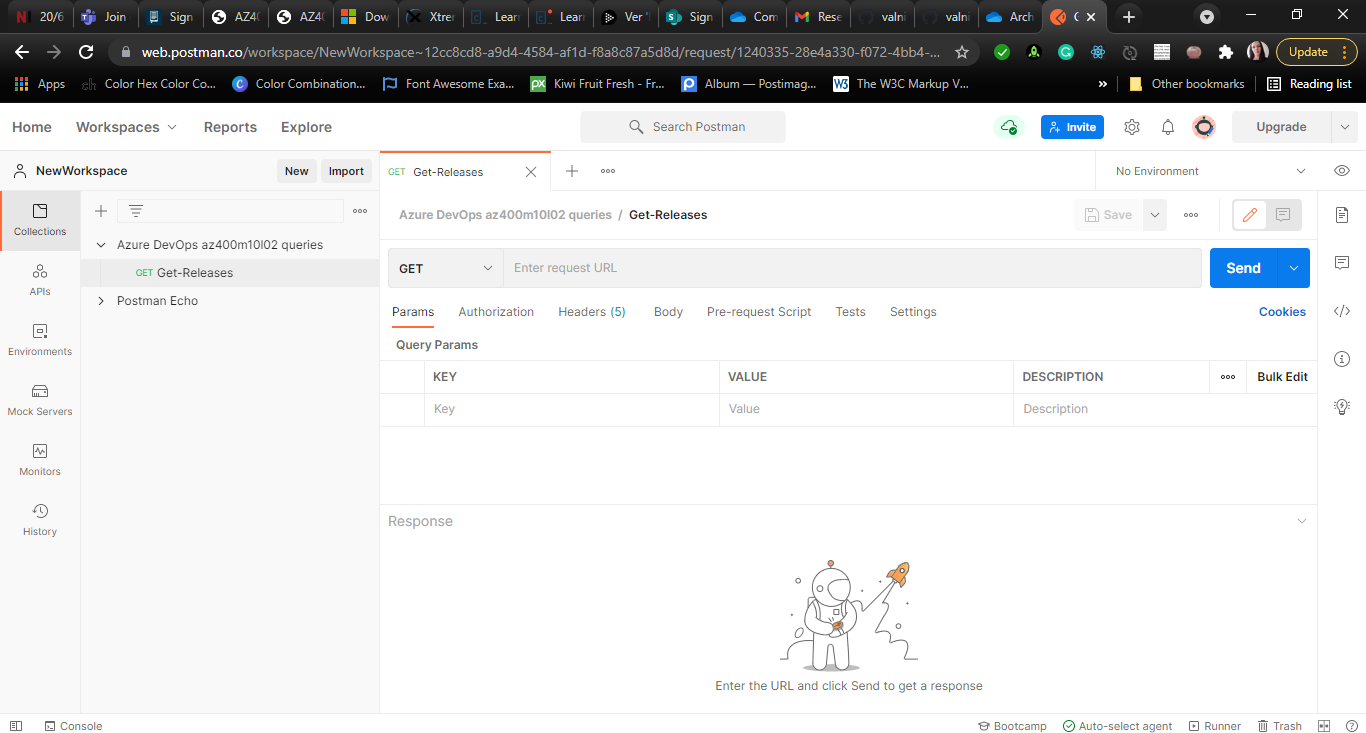 20/6 Join Sign AZ4 AZ4 Dow Xtrer Learn Learn Ver Sign Com Rese valni valni Arch
web.postman.co/workspace/NewWorkspace~12cc8cd8-a9d4-4584-af1d-f8a8c87a5d8d/request/1240335-28e4a330-f072-4bb4-... Update
Apps Color Hex Color Co... Color Combination... Font Awesome Exa... Kiwi Fruit Fresh - Fr... Album — Postimag... The W3C Markup V... » Other bookmarks Reading list
Home Workspaces Reports Explore Search Postman Invite Upgrade
NewWorkspace New Import GET Get-Releases No Environment
Collections
APIs
Environments
Mock Servers
Monitors
History
Azure DevOps az400m10l02 queries
GET Get-Releases
Postman Echo
Azure DevOps az400m10l02 queries / Get-Releases Save
GET Enter request URL Send
Params Authorization Headers (5) Body Pre-request Script Tests Settings Cookies
Query Params
KEY VALUE DESCRIPTION Bulk Edit
Key Value Description
Response
Enter the URL and click Send to get a response
Console Bootcamp Auto-select agent Runner Trash